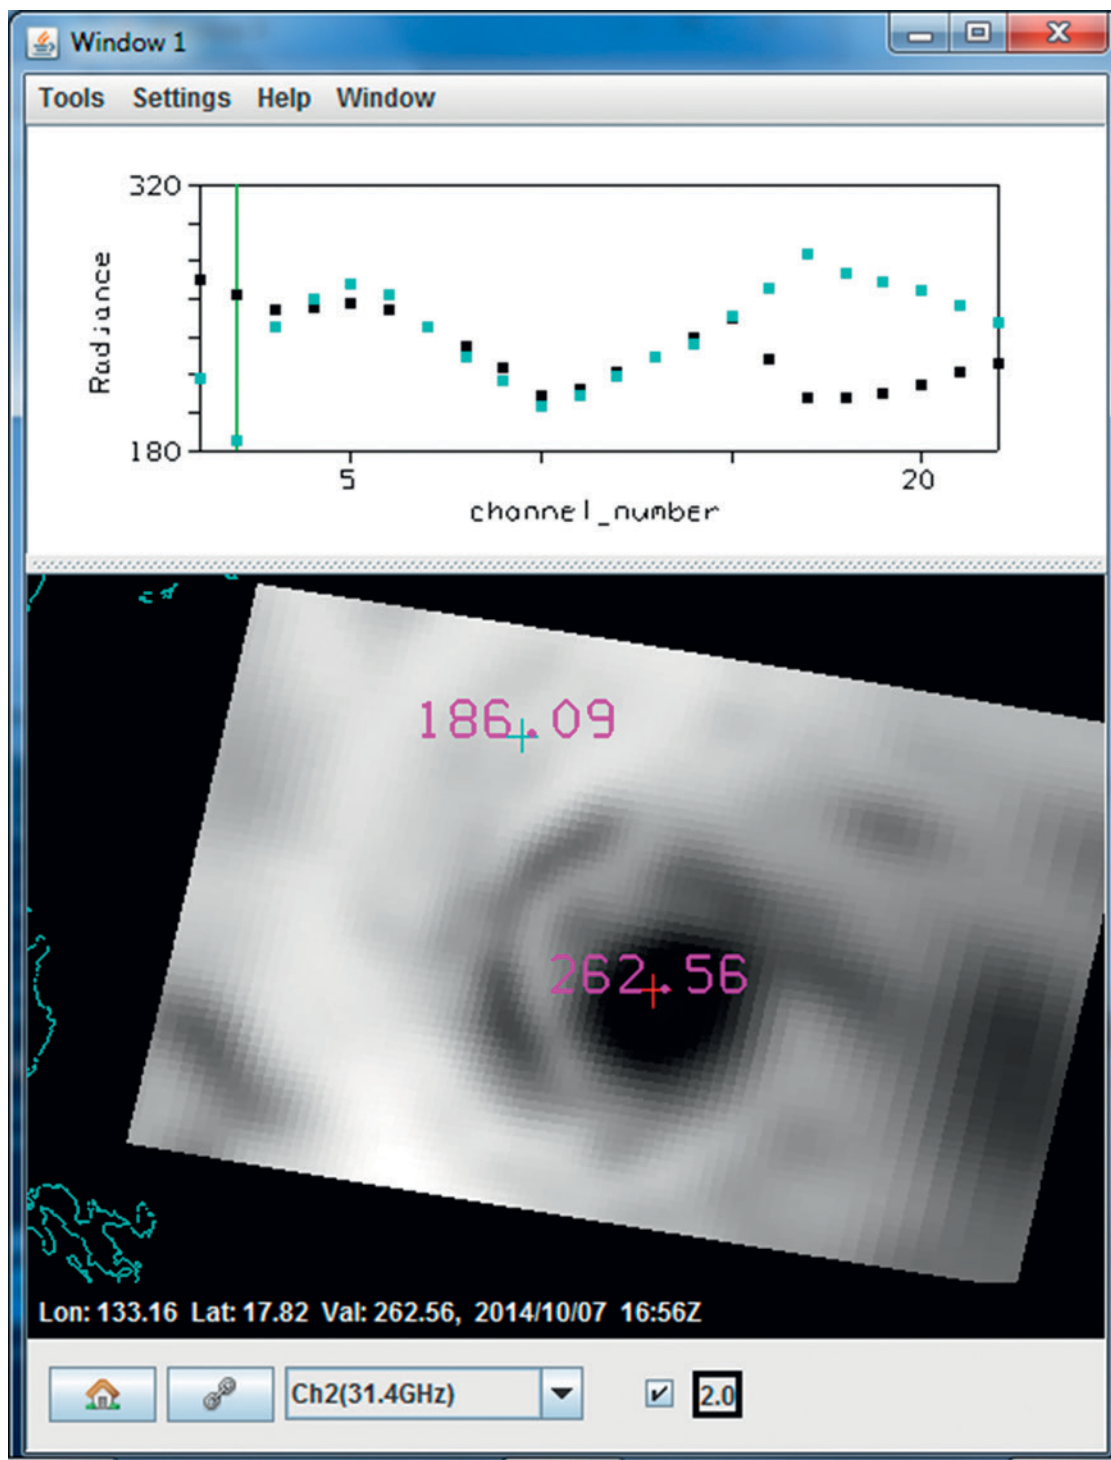 Window 1
Tools Settings Help Window
320
Radiance
180
5 20
channel_number
186.09
262.56
Lon: 133.16 Lat: 17.82 Val: 262.56, 2014/10/07 16:56Z
Ch2(31.4GHz) 2.0